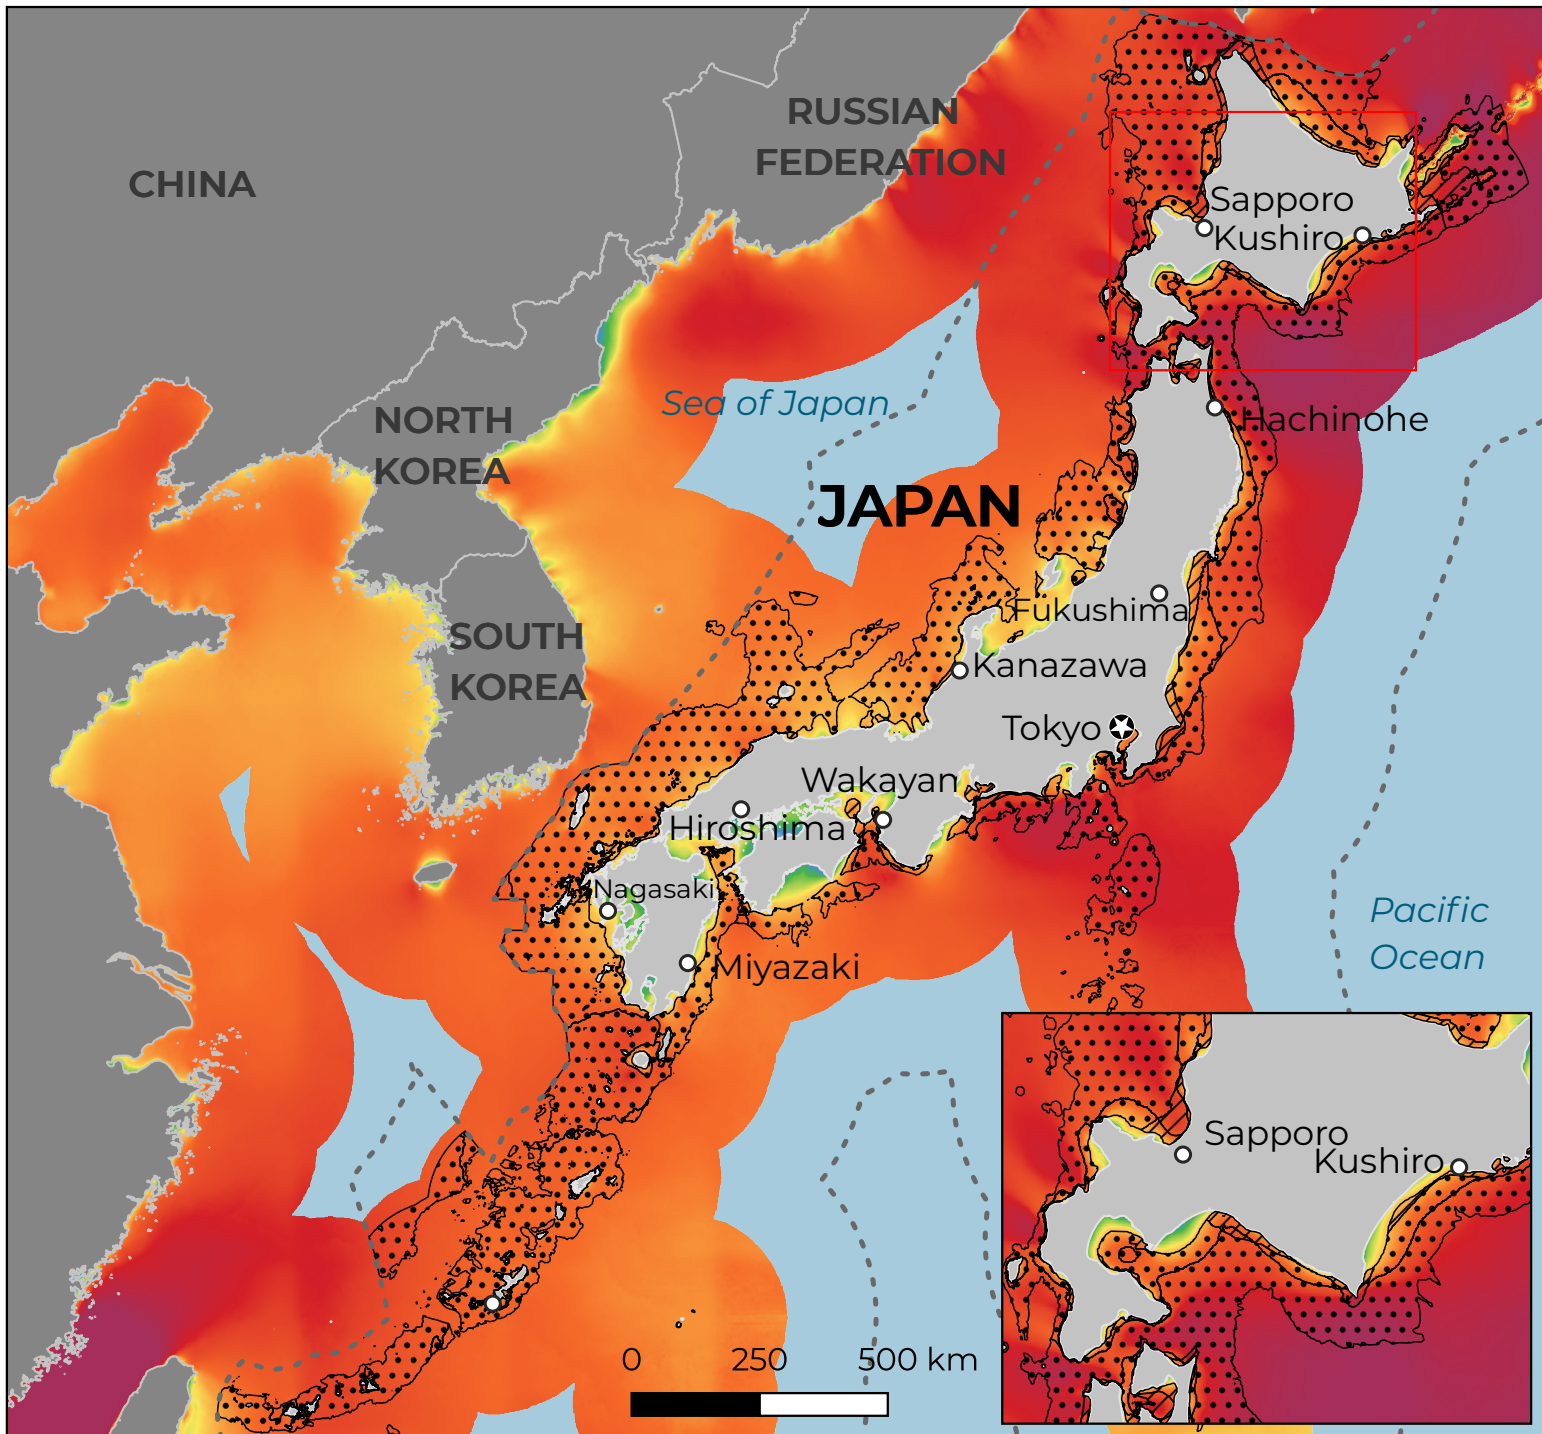 RUSSIAN
FEDERATION
CHINA
Sapporo
Kushiro
NORTH
KOREA
Sea of Japan
Hachinohe
JAPAN
SOUTH
KOREA
Fukushima
Kanazawa
Tokyo
Wakayan
Hiroshima
Nagasaki
Miyazaki
Pacific
Ocean
Sapporo
Kushiro
0 250 500 km